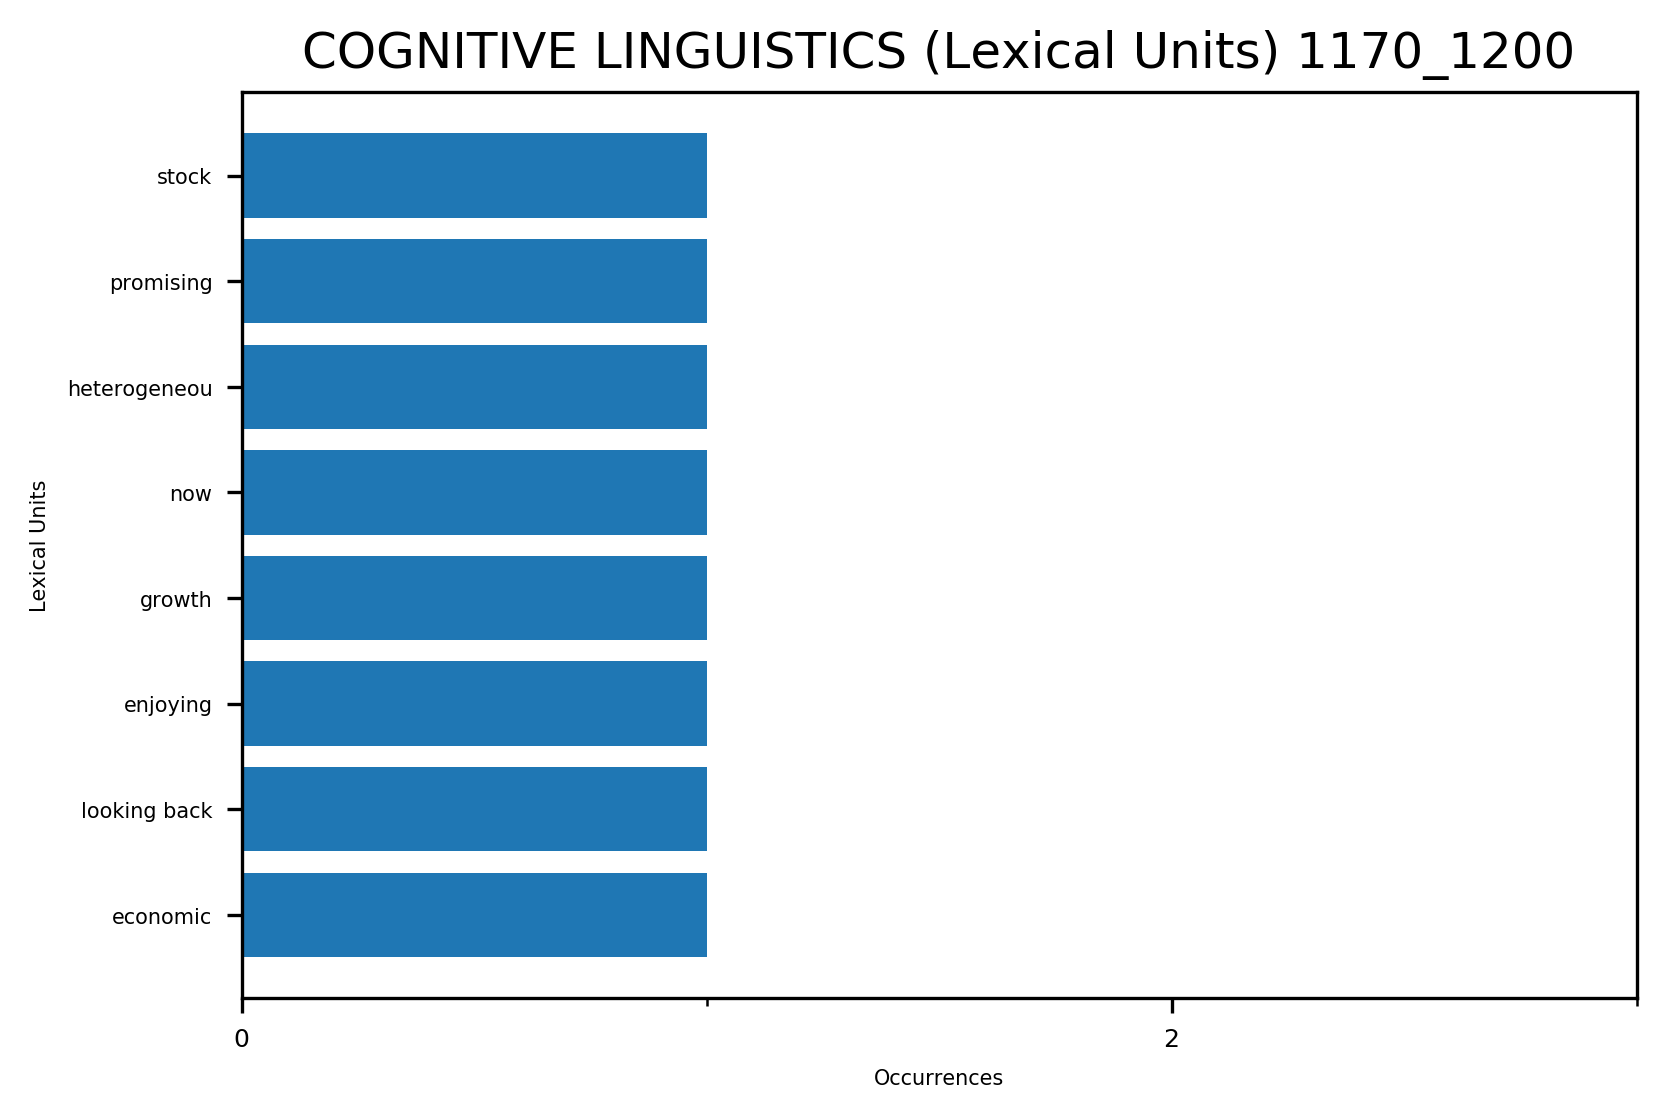 COGNITIVE LINGUISTICS (Lexical Units) 1170_1200
stock
promising
heterogeneou
now
growth
enjoying
looking back
economic
Lexical Units
0
2
Occurrences